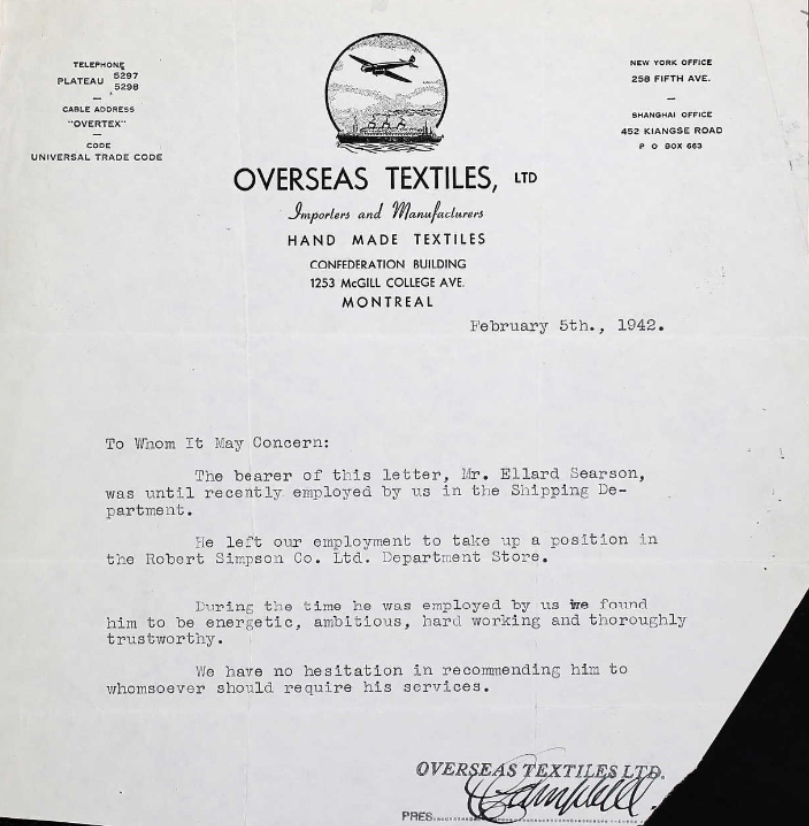 TELEPHONE
PLATEAU 5297
5298
CABLE ADDRESS
"OVERTEX"
CODE
UNIVERSAL TRADE CODE
NEW YORK OFFICE
258 FIFTH AVE.
SHANGHAI OFFICE
452 KIANGSE ROAD
P O BOX 663
OVERSEAS TEXTILES, LTD
Importers and Manufacturers
HAND MADE TEXTILES
CONFEDERATION BUILDING
1253 McGILL COLLEGE AVE.
MONTREAL
February 5th., 1942.
To Whom It May Concern:
The bearer of this letter, Mr. Ellard Searson,
was until recently employed by us in the Shipping De-
partment.
He left our employment to take up a position in
the Robert Simpson Co. Ltd. Department Store.
During the time he was employed by us we found
him to be energetic, ambitious, hard working and thoroughly
trustworthy.
We have no hesitation in recommending him to
whomsoever should require his services.
OVERSEAS TEXTILES LTD.
Campbell
PRES.